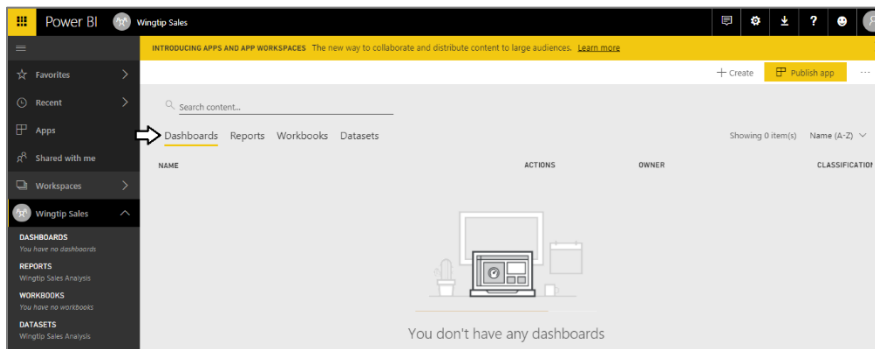 Power BI Wingtip Sales ?
INTRODUCING APPS AND APP WORKSPACES The new way to collaborate and distribute content to large audiences. Learn more
+ Create Publish app ...
Favorites
Recent
Apps
Shared with me
Workspaces
Wingtip Sales
DASHBOARDS
You have no dashboards
REPORTS
Wingtip Sales Analysis
WORKBOOKS
You have no workbooks
DATASETS
Wingtip Sales Analysis
Search content...
Dashboards Reports Workbooks Datasets Showing 0 item(s) Name (A-Z)
NAME ACTIONS OWNER CLASSIFICATION
You don't have any dashboards